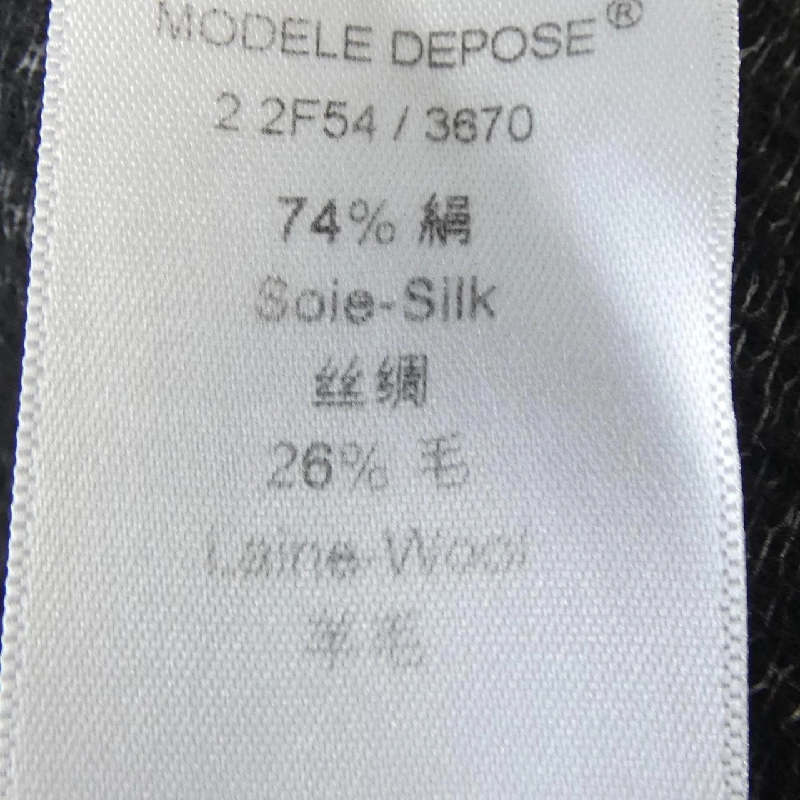 MODELE DEPOSE®
2 2F54 / 3670
74% 絹
Soie-Silk
丝绸
26% 毛
Laine-Wool
羊毛